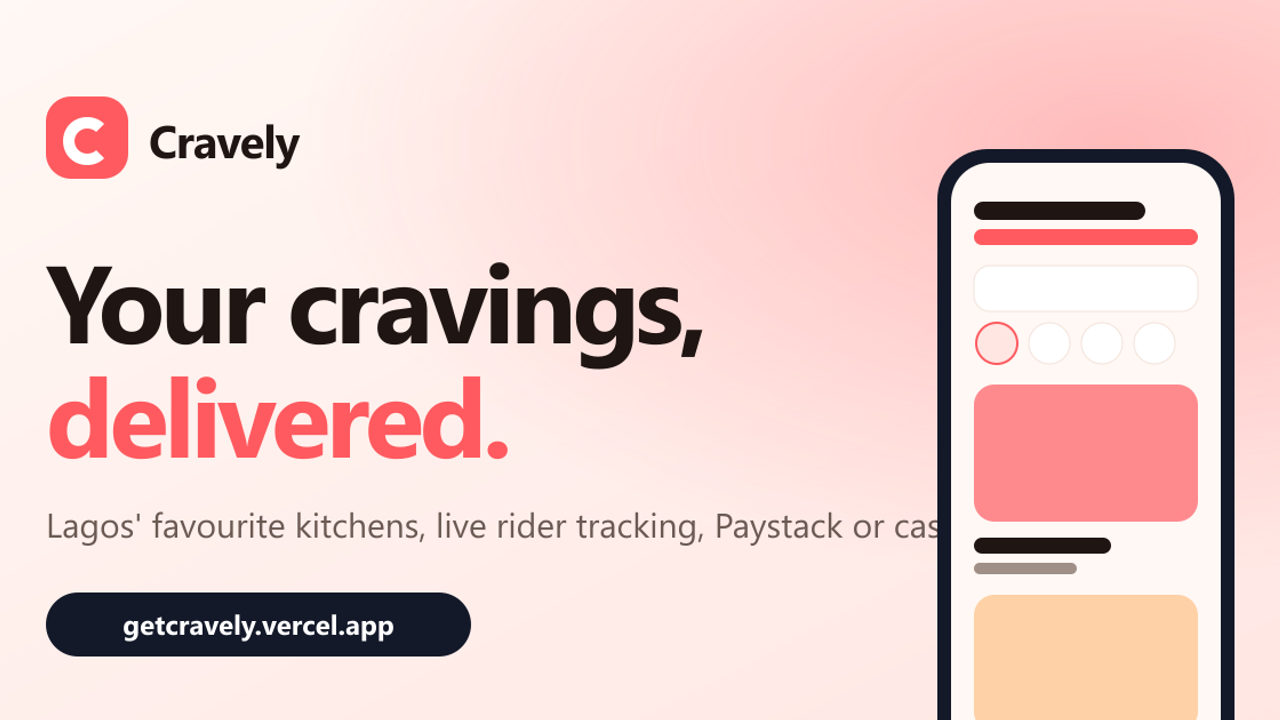 Cravely
Your cravings,
delivered.
Lagos' favourite kitchens, live rider tracking, Paystack or cas
getcravely.vercel.app